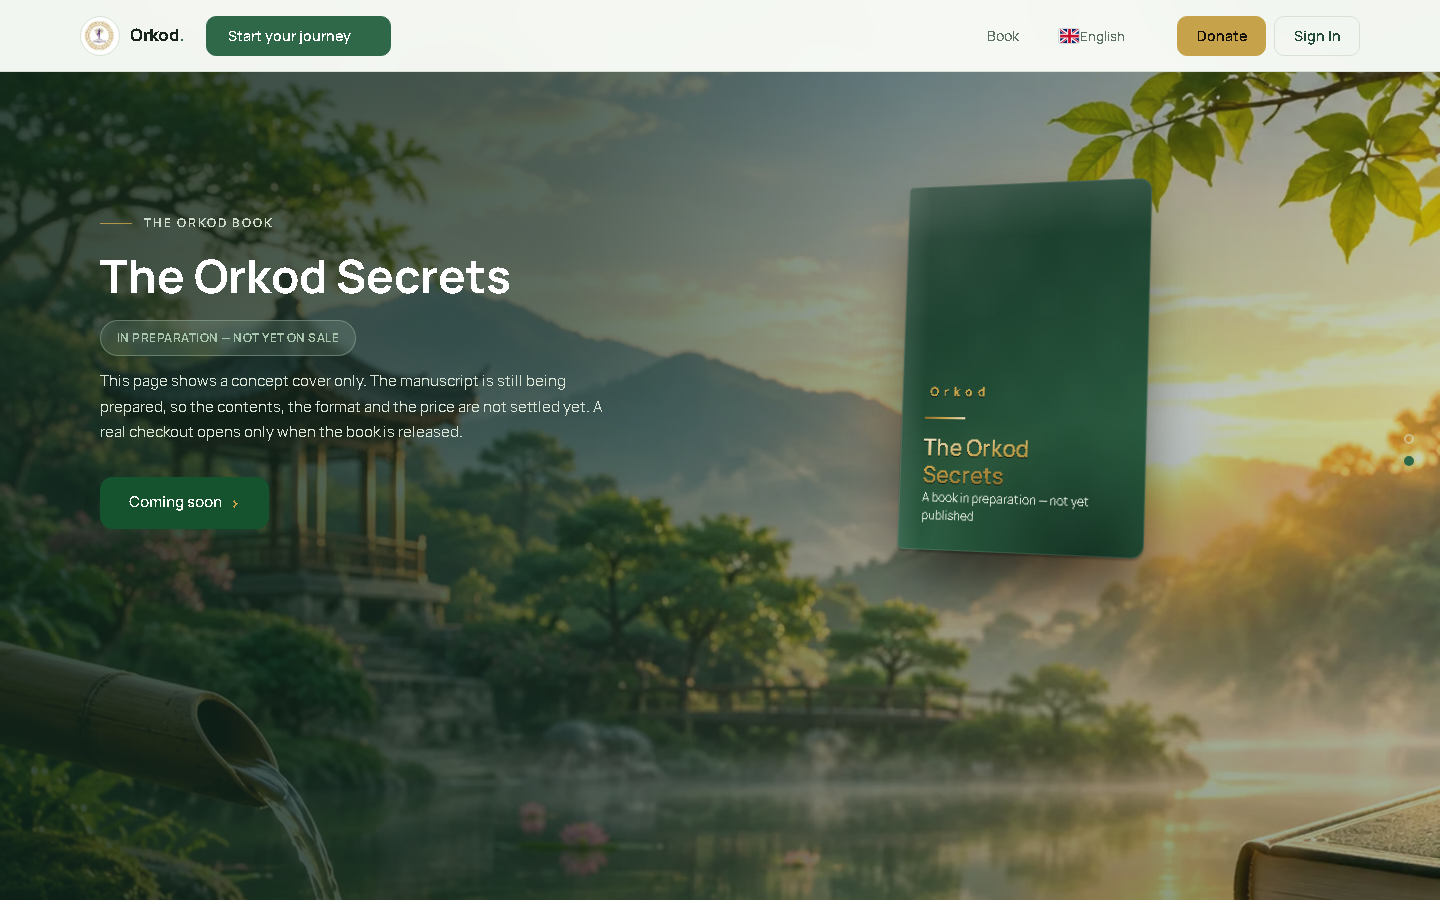 Orkod.
Start your journey
Book
English
Donate
Sign In
THE ORKOD BOOK
The Orkod Secrets
IN PREPARATION — NOT YET ON SALE
This page shows a concept cover only. The manuscript is still being
prepared, so the contents, the format and the price are not settled yet. A
real checkout opens only when the book is released.
Coming soon ›
Orkod
The Orkod
Secrets
A book in preparation — not yet
published